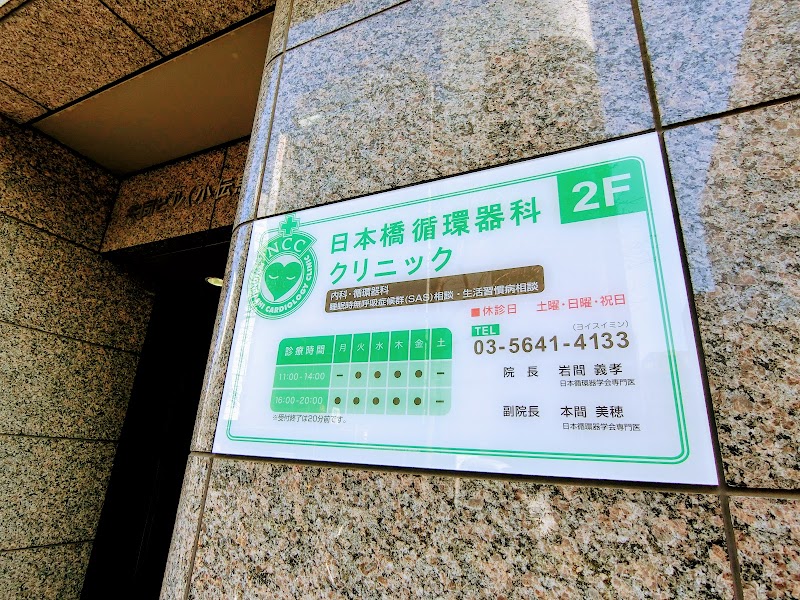 2F
NCC
CARDIOLOGY CLINIC
日本橋循環器科
クリニック
内科・循環器科
睡眠時無呼吸症候群(SAS)相談・生活習慣病相談
■休診日 土曜・日曜・祝日
TEL
(ヨイスイミン)
03-5641-4133
診療時間 月 火 水 木 金 土
11:00-14:00 － ● ● ● ● －
16:00-20:00 ● ● ● ● ● －
※受付終了は20分前です。
院長 岩間 義孝
日本循環器学会専門医
副院長 本間 美穂
日本循環器学会専門医